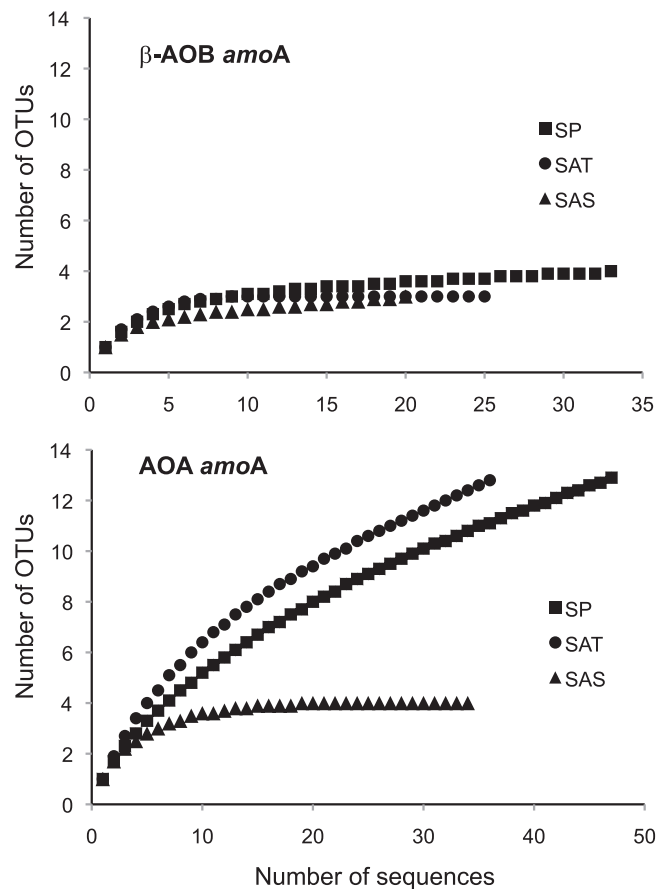 14
12
10
8
6
4
2
0
Number of OTUs
β-AOB amoA
SP
SAT
SAS
0 5 10 15 20 25 30 35
14
12
10
8
6
4
2
0
Number of OTUs
AOA amoA
SP
SAT
SAS
0 10 20 30 40 50
Number of sequences